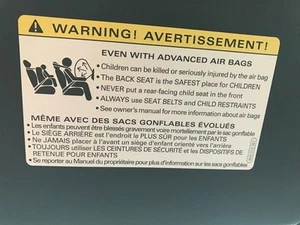 WARNING! AVERTISSEMENT!
EVEN WITH ADVANCED AIR BAGS
• Children can be killed or seriously injured by the air bag
• The BACK SEAT is the SAFEST place for CHILDREN
• NEVER put a rear-facing child seat in the front
• ALWAYS use SEAT BELTS and CHILD RESTRAINTS
• See owner's manual for more information about air bags
MÊME AVEC DES SACS GONFLABLES ÉVOLUÉS
• Les enfants peuvent être blessés gravement voire mortellement par le sac gonflable
• Le SIÈGE ARRIÈRE est l'endroit le PLUS SÛR pour les ENFANTS
• Ne JAMAIS placer à l'avant un siège d'enfant orienté vers l'arrière
• TOUJOURS utiliser LES CEINTURES DE SÉCURITÉ et les DISPOSITIFS DE
RETENUE POUR ENFANTS
• Se reporter au Manuel du propriétaire pour plus d'information sur les sacs gonflables